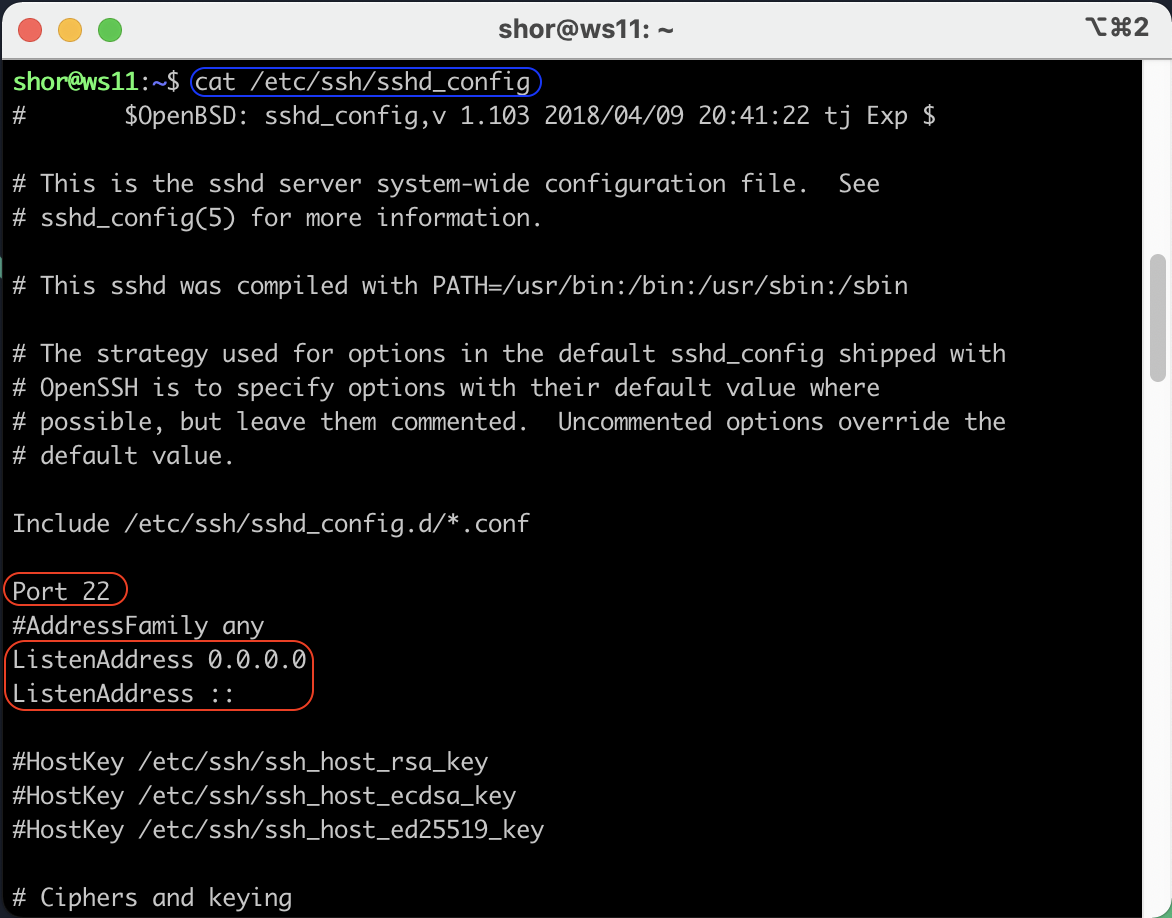 shor@ws11: ~
⌥⌘2
shor@ws11:~$ cat /etc/ssh/sshd_config
#       $OpenBSD: sshd_config,v 1.103 2018/04/09 20:41:22 tj Exp $
# This is the sshd server system-wide configuration file.  See
# sshd_config(5) for more information.
# This sshd was compiled with PATH=/usr/bin:/bin:/usr/sbin:/sbin
# The strategy used for options in the default sshd_config shipped with
# OpenSSH is to specify options with their default value where
# possible, but leave them commented.  Uncommented options override the
# default value.
Include /etc/ssh/sshd_config.d/*.conf
Port 22
#AddressFamily any
ListenAddress 0.0.0.0
ListenAddress ::
#HostKey /etc/ssh/ssh_host_rsa_key
#HostKey /etc/ssh/ssh_host_ecdsa_key
#HostKey /etc/ssh/ssh_host_ed25519_key
# Ciphers and keying